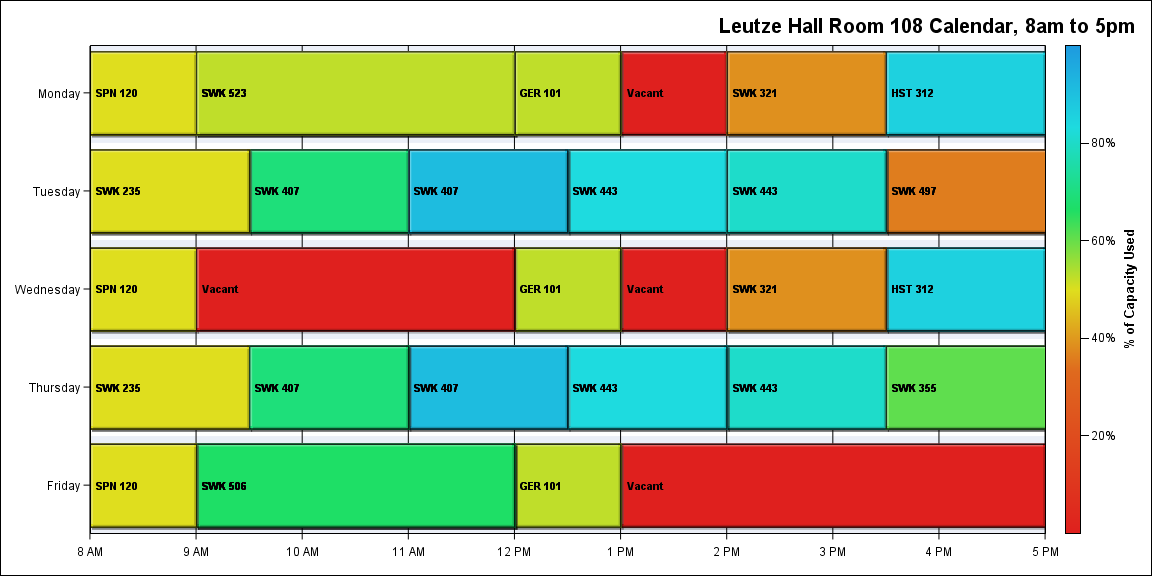 Leutze Hall Room 108 Calendar, 8am to 5pm
Monday
SPN 120
SWK 523
GER 101
Vacant
SWK 321
HST 312
Tuesday
SWK 235
SWK 407
SWK 407
SWK 443
SWK 443
SWK 497
Wednesday
SPN 120
Vacant
GER 101
Vacant
SWK 321
HST 312
Thursday
SWK 235
SWK 407
SWK 407
SWK 443
SWK 443
SWK 355
Friday
SPN 120
SWK 506
GER 101
Vacant
8 AM
9 AM
10 AM
11 AM
12 PM
1 PM
2 PM
3 PM
4 PM
5 PM
80%
60%
40%
20%
% of Capacity Used